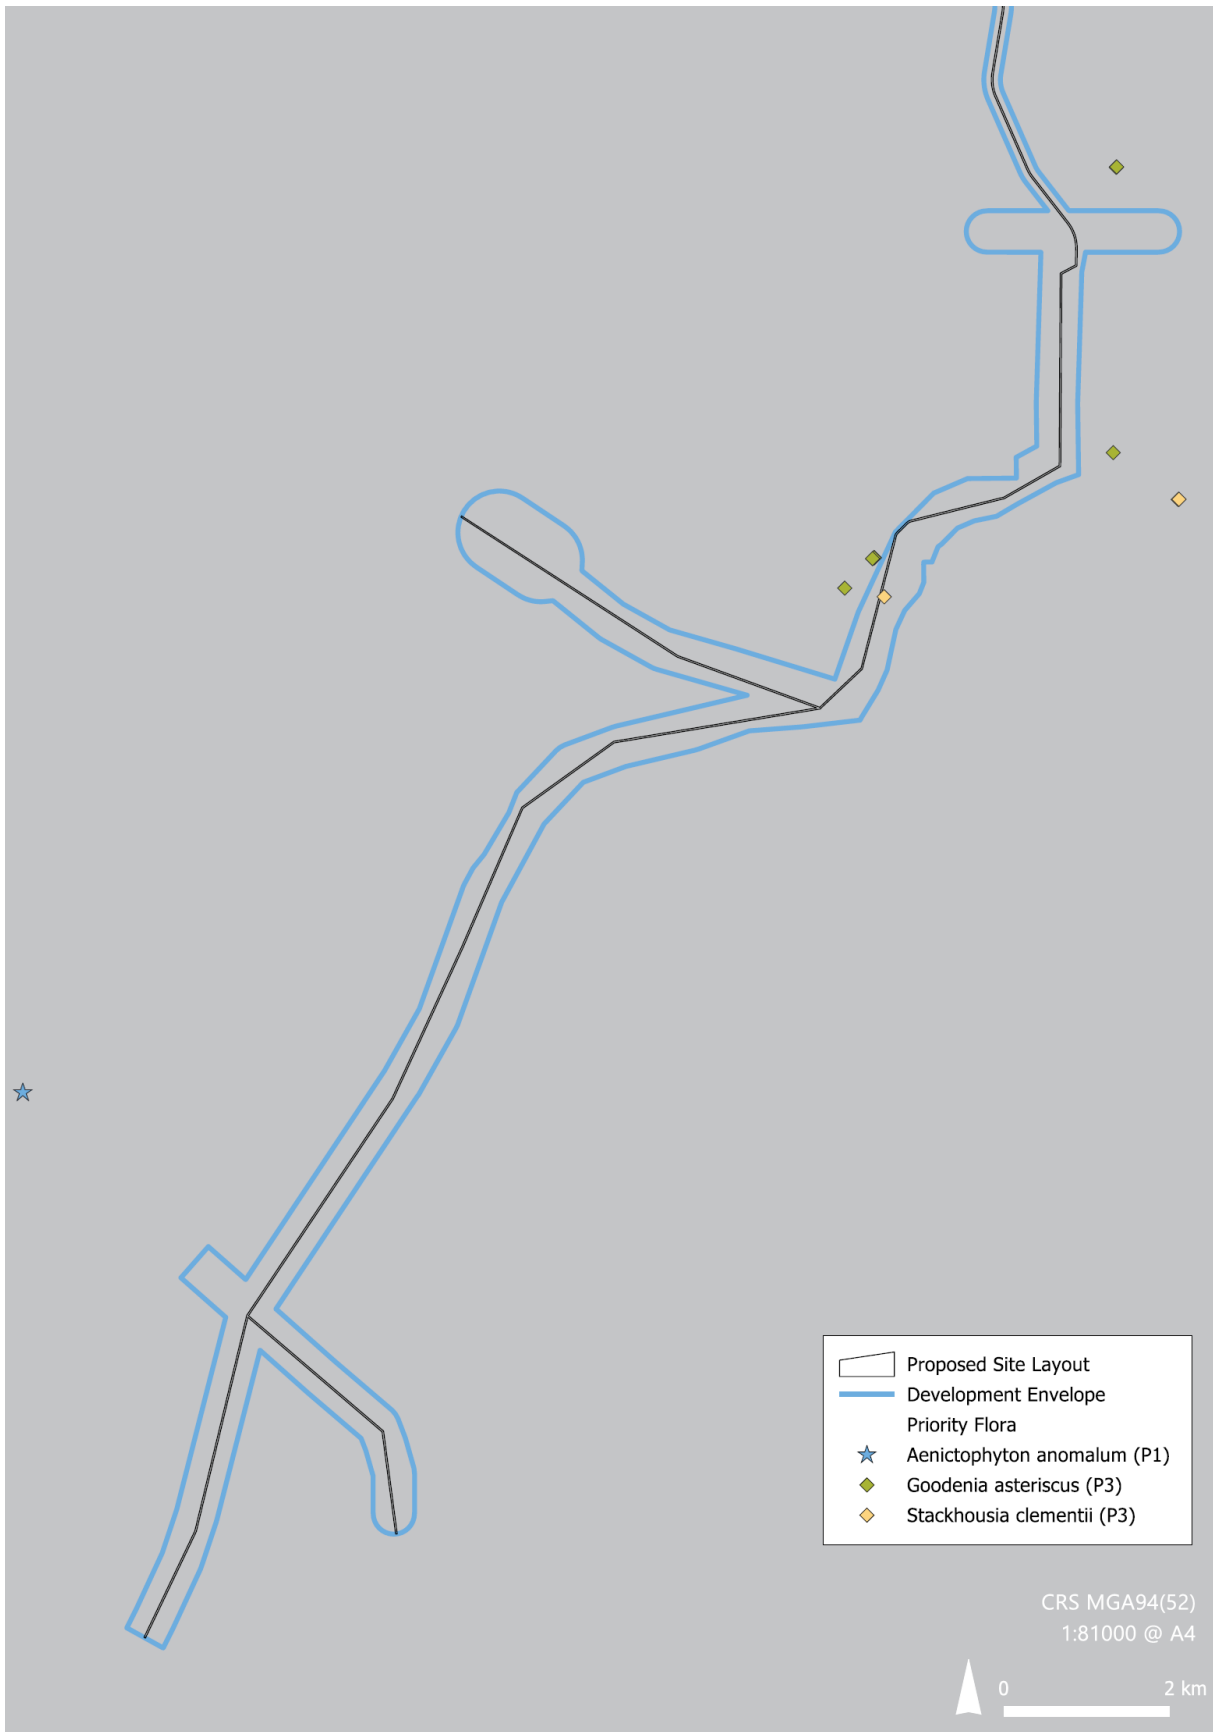 Proposed Site Layout
Development Envelope
Priority Flora
Aenictophyton anomalum (P1)
Goodenia asteriscus (P3)
Stackhousia clementii (P3)
CRS MGA94(52)
1:81000 @ A4
0 2 km